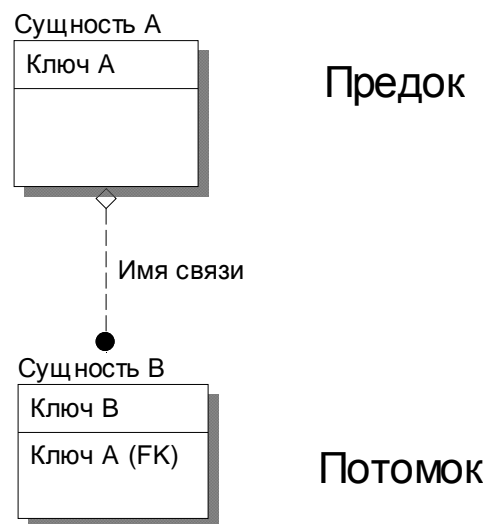 Сущность А
Ключ А
Предок
Имя связи
Сущность В
Ключ В
Ключ А (FK)
Потомок